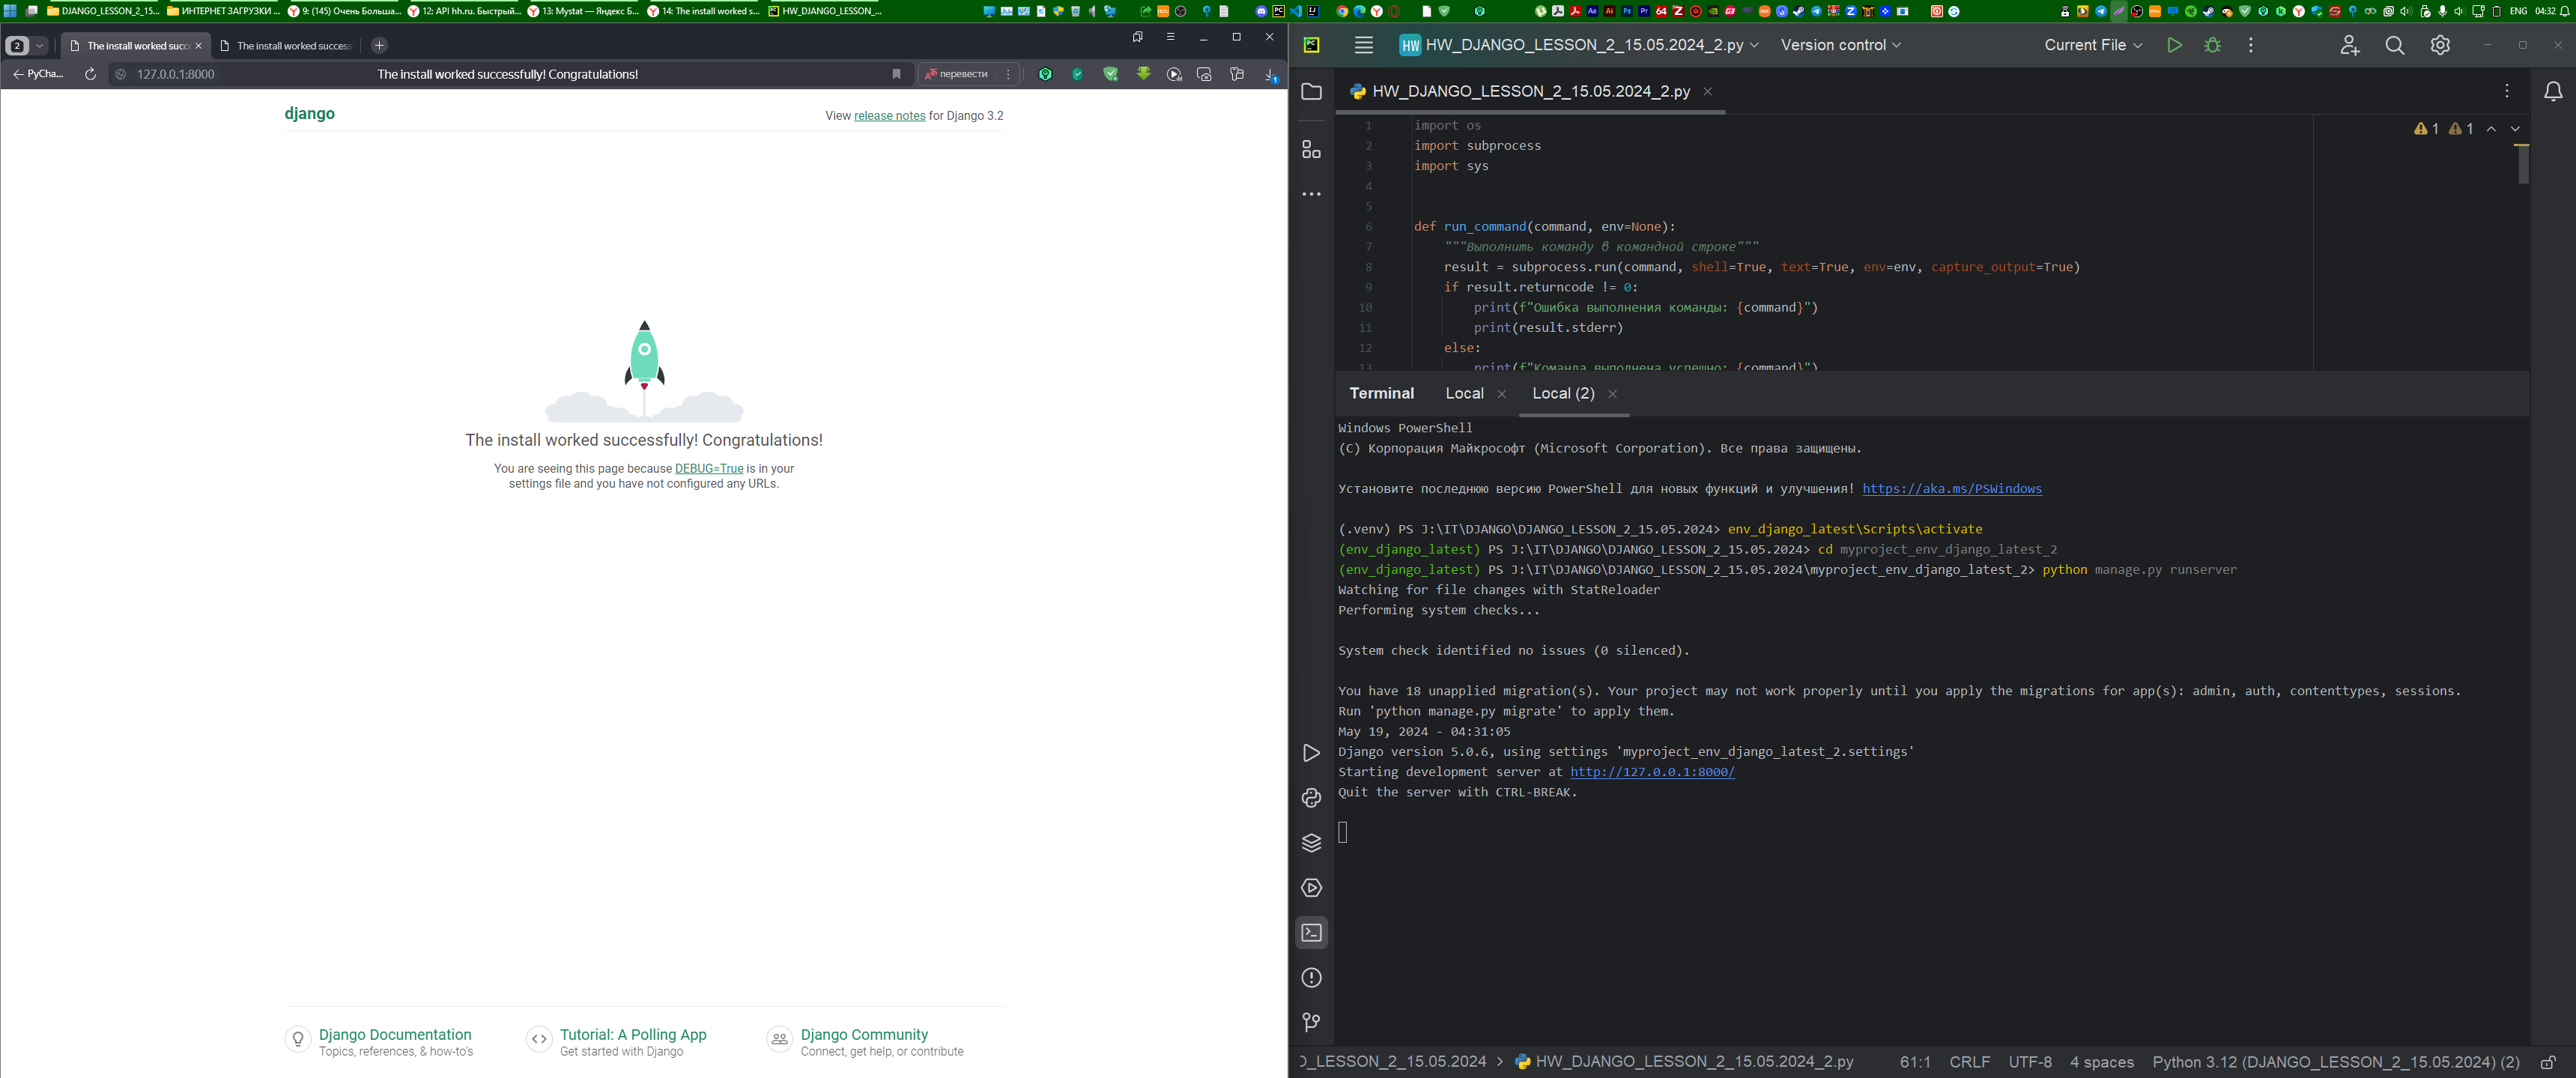 DJANGO_LESSON_2_15...
ИНТЕРНЕТ ЗАГРУЗКИ ...
9: (145) Очень Больша...
12: API hh.ru. Быстрый...
13: Mystat — Яндекс Б...
14: The install worked s...
HW_DJANGO_LESSON_...
ENG
04:32
2
The install worked succe
The install worked success
PyCha...
127.0.0.1:8000
The install worked successfully! Congratulations!
перевести
django
View release notes for Django 3.2
The install worked successfully! Congratulations!
You are seeing this page because DEBUG=True is in your
settings file and you have not configured any URLs.
Django Documentation
Topics, references, & how-to's
Tutorial: A Polling App
Get started with Django
Django Community
Connect, get help, or contribute
HW HW_DJANGO_LESSON_2_15.05.2024_2.py
Version control
Current File
HW_DJANGO_LESSON_2_15.05.2024_2.py
1 import os
2 import subprocess
3 import sys
4
5
6 def run_command(command, env=None):
7 """Выполнить команду в командной строке"""
8 result = subprocess.run(command, shell=True, text=True, env=env, capture_output=True)
9 if result.returncode != 0:
10 print(f"Ошибка выполнения команды: {command}")
11 print(result.stderr)
12 else:
13 print(f"Команда выполнена успешно: {command}")
1 1
Terminal
Local
Local (2)
Windows PowerShell
(C) Корпорация Майкрософт (Microsoft Corporation). Все права защищены.
Установите последнюю версию PowerShell для новых функций и улучшения! https://aka.ms/PSWindows
(.venv) PS J:\IT\DJANGO\DJANGO_LESSON_2_15.05.2024> env_django_latest\Scripts\activate
(env_django_latest) PS J:\IT\DJANGO\DJANGO_LESSON_2_15.05.2024> cd myproject_env_django_latest_2
(env_django_latest) PS J:\IT\DJANGO\DJANGO_LESSON_2_15.05.2024\myproject_env_django_latest_2> python manage.py runserver
Watching for file changes with StatReloader
Performing system checks...
System check identified no issues (0 silenced).
You have 18 unapplied migration(s). Your project may not work properly until you apply the migrations for app(s): admin, auth, contenttypes, sessions.
Run 'python manage.py migrate' to apply them.
May 19, 2024 - 04:31:05
Django version 5.0.6, using settings 'myproject_env_django_latest_2.settings'
Starting development server at http://127.0.0.1:8000/
Quit the server with CTRL-BREAK.
O_LESSON_2_15.05.2024 > HW_DJANGO_LESSON_2_15.05.2024_2.py
61:1
CRLF
UTF-8
4 spaces
Python 3.12 (DJANGO_LESSON_2_15.05.2024) (2)